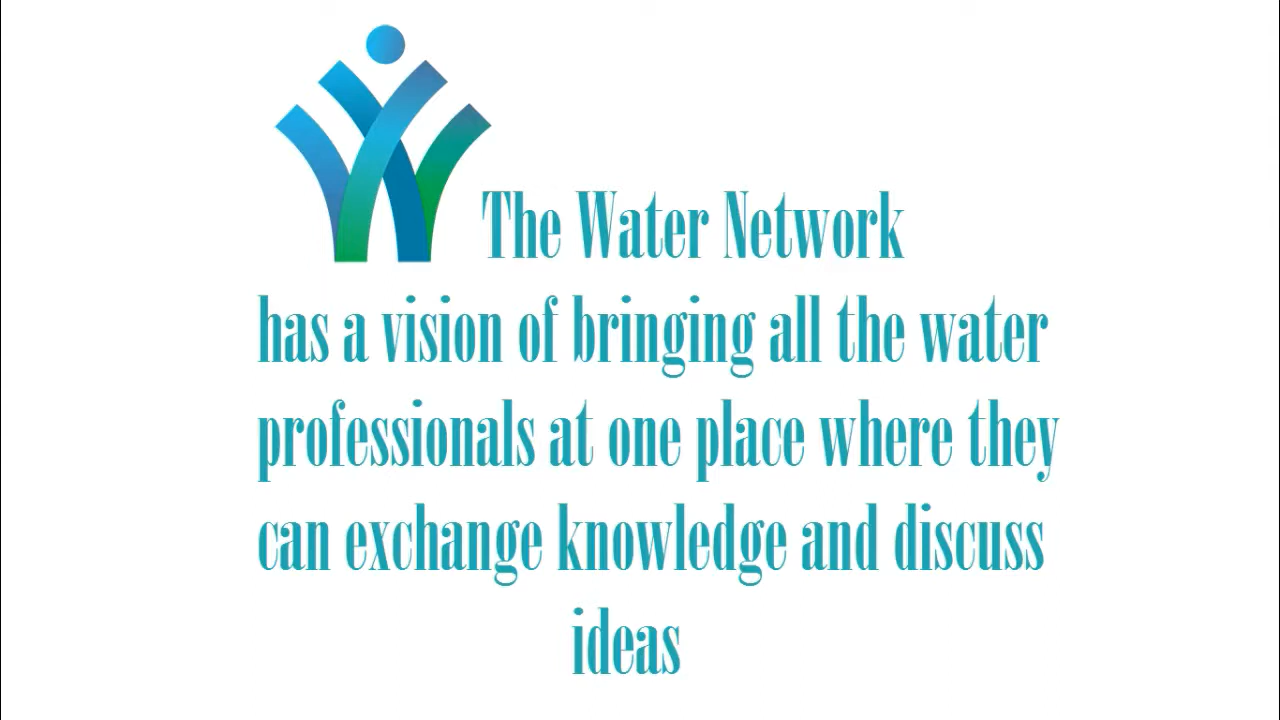 The Water Network
has a vision of bringing all the water
professionals at one place where they
can exchange knowledge and discuss
ideas